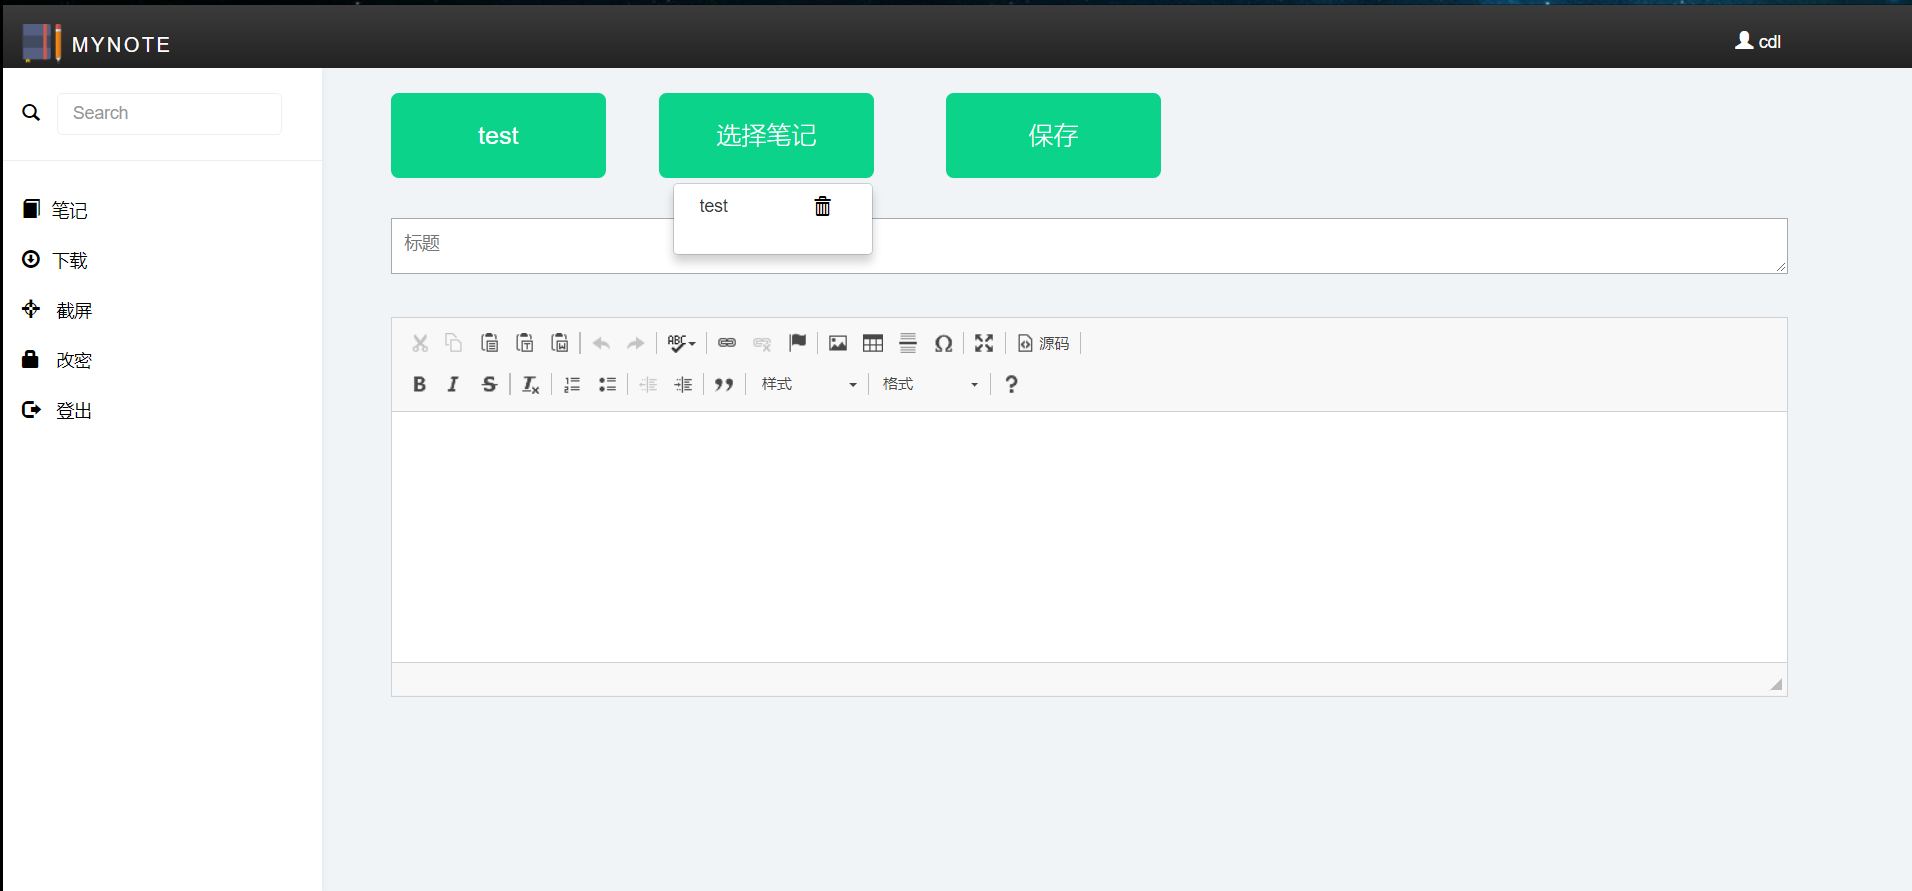 MYNOTE
cdl
Search
笔记
下载
截屏
改密
登出
test
选择笔记
保存
test
标题
ABC
源码
样式
格式